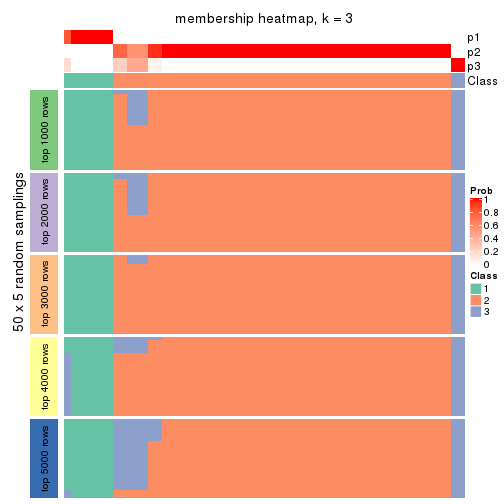 membership heatmap, k = 3
p1
p2
p3
Class
50 x 5 random samplings
top 1000 rows
top 2000 rows
top 3000 rows
top 4000 rows
top 5000 rows
Prob
1
0.8
0.6
0.4
0.2
0
Class
1
2
3